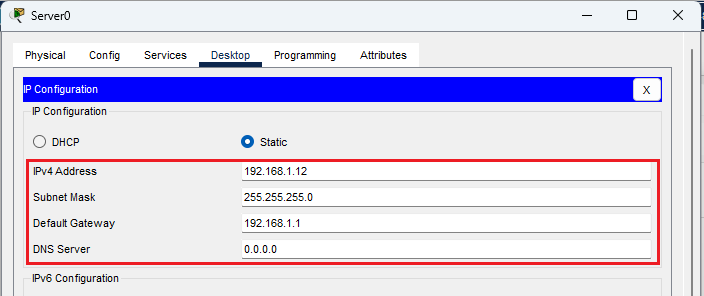 Server0
Physical Config Services Desktop Programming Attributes
IP Configuration X
IP Configuration
DHCP Static
IPv4 Address 192.168.1.12
Subnet Mask 255.255.255.0
Default Gateway 192.168.1.1
DNS Server 0.0.0.0
IPv6 Configuration